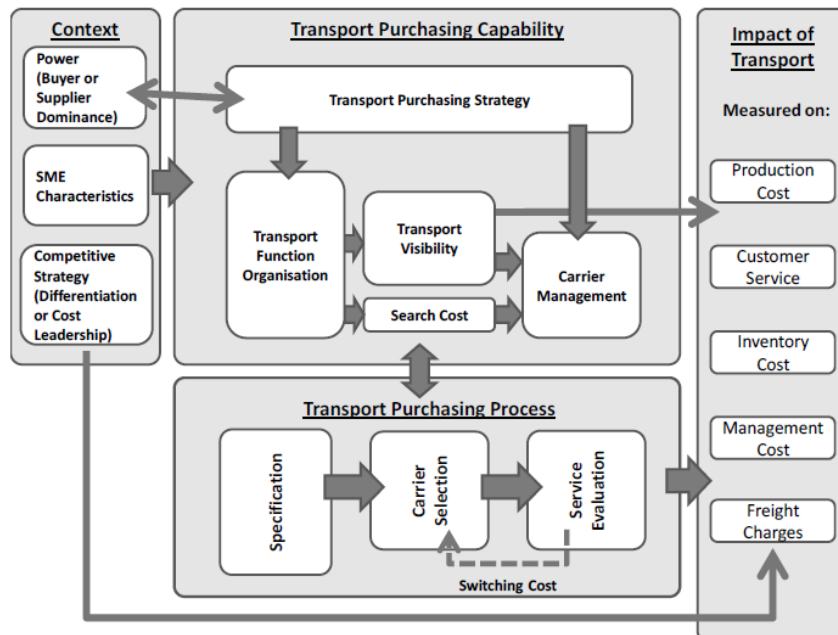 Context
Power
(Buyer or
Supplier
Dominance)
SME
Characteristics
Competitive
Strategy
(Differentiation
or Cost
Leadership)
Transport Purchasing Capability
Transport Purchasing Strategy
Transport
Function
Organisation
Transport
Visibility
Search Cost
Carrier
Management
Transport Purchasing Process
Specification
Carrier
Selection
Service
Evaluation
Switching Cost
Impact of
Transport
Measured on:
Production
Cost
Customer
Service
Inventory
Cost
Management
Cost
Freight
Charges